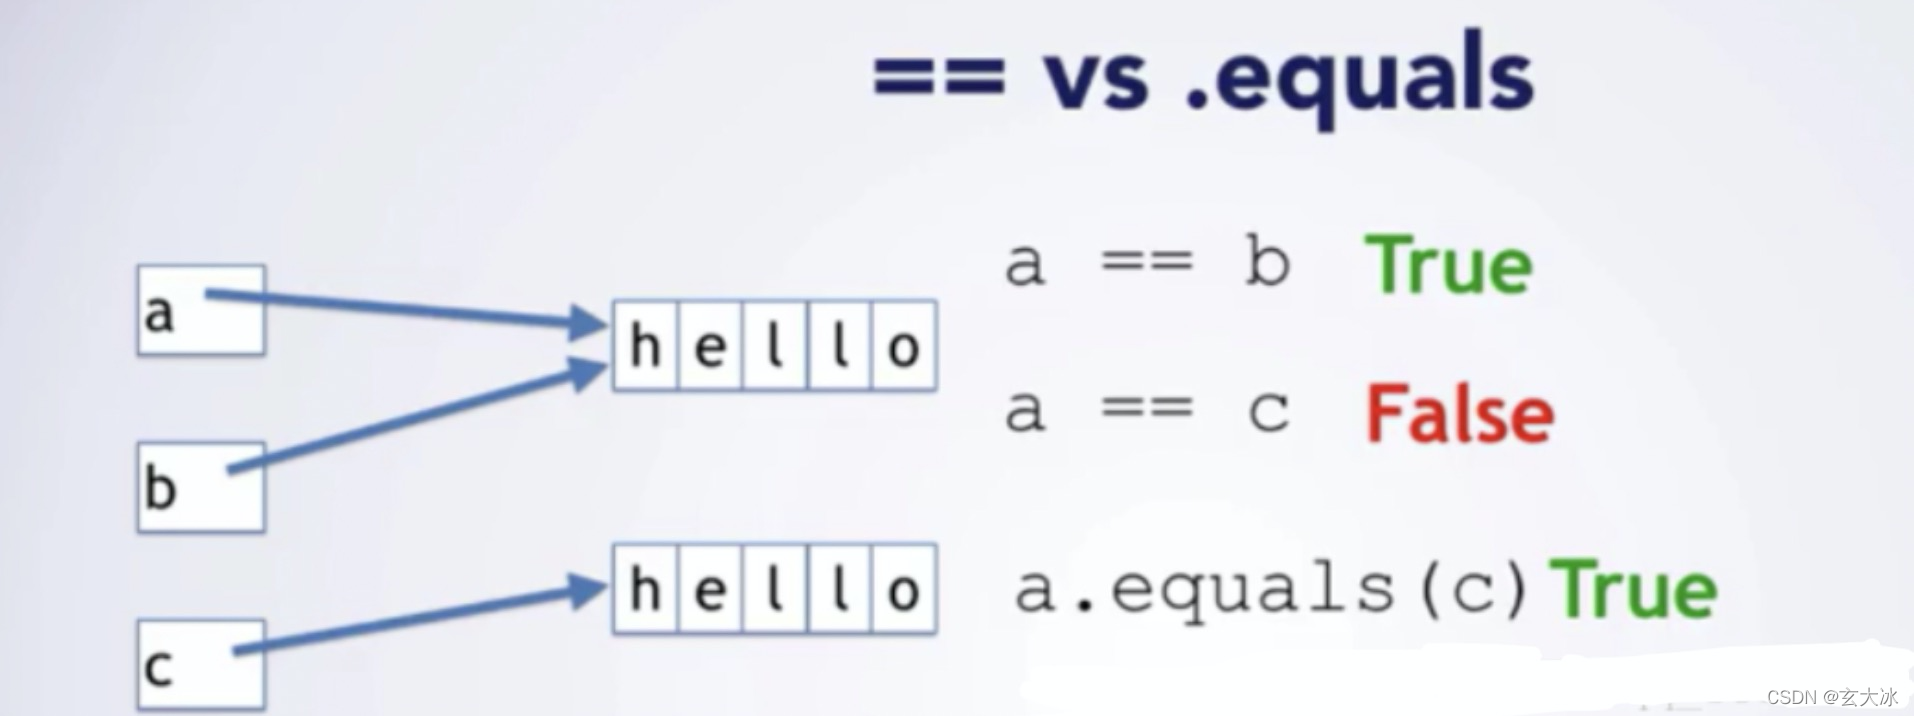 == vs .equals
a == b True
a
h e l l o
a == c False
b
h e l l o
a.equals(c) True
c
CSDN @玄大冰